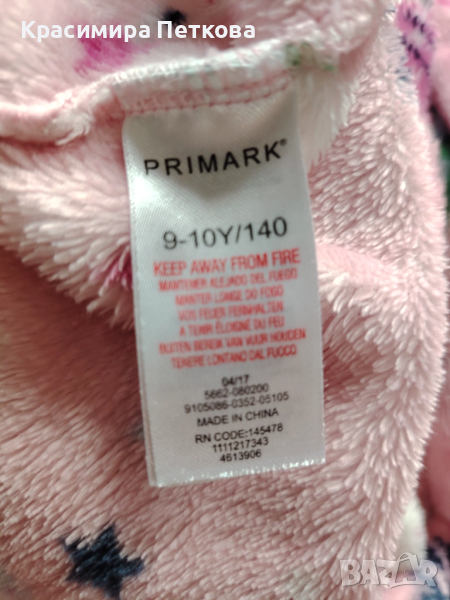 Красимира Петкова
PRIMARK®
9-10Y/140
KEEP AWAY FROM FIRE
MANTENER ALEJADO DEL FUEGO
MANTER LONGE DO FOGO
VOS FEUER FERNHALTEN
A TENIR ÉLOIGNÉ DU FEU
BUITEN BEREIK VAN VUUR HOUDEN
TENERE LONTANO DAL FUOCO
04/17
5662-080200
9105086-0352-05105
MADE IN CHINA
RN CODE:145478
1111217343
4613906
BAZAR